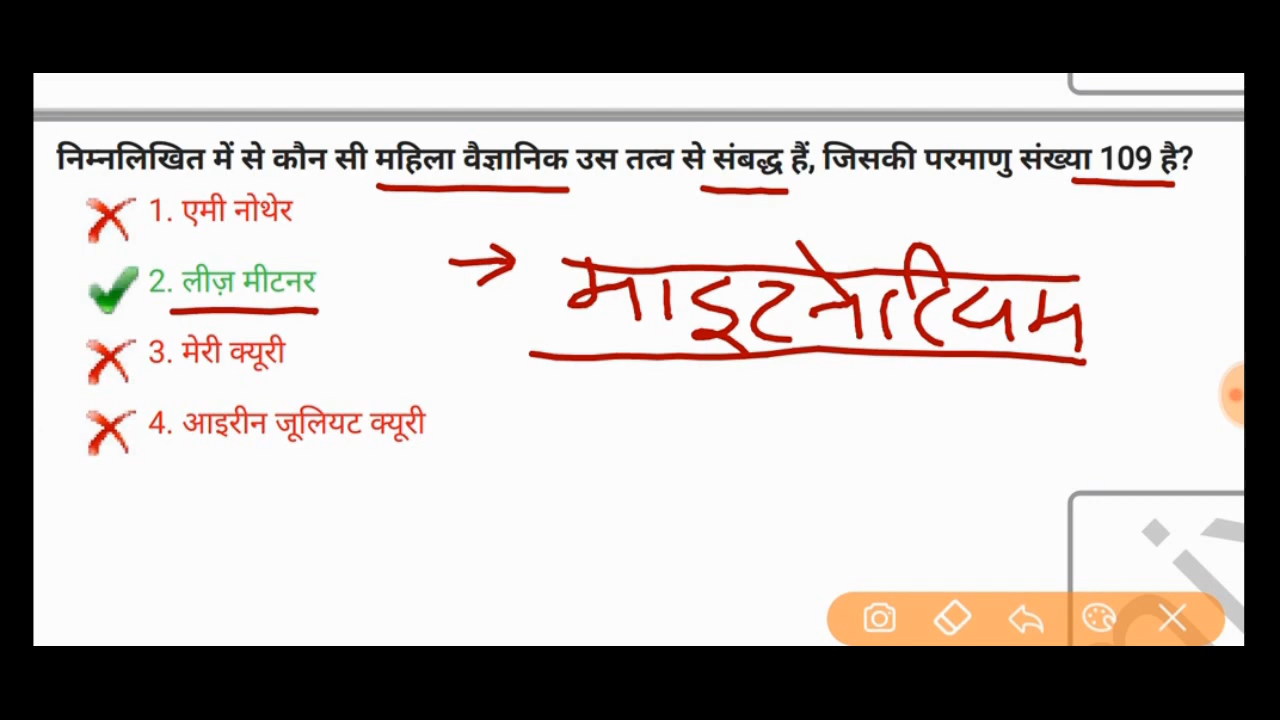 निम्नलिखित में से कौन सी महिला वैज्ञानिक उस तत्व से संबद्ध हैं, जिसकी परमाणु संख्या 109 है?
1. एमी नोथेर
2. लीज़ मीटनर
→ माइटनेरियम
3. मेरी क्यूरी
4. आइरीन जूलियट क्यूरी